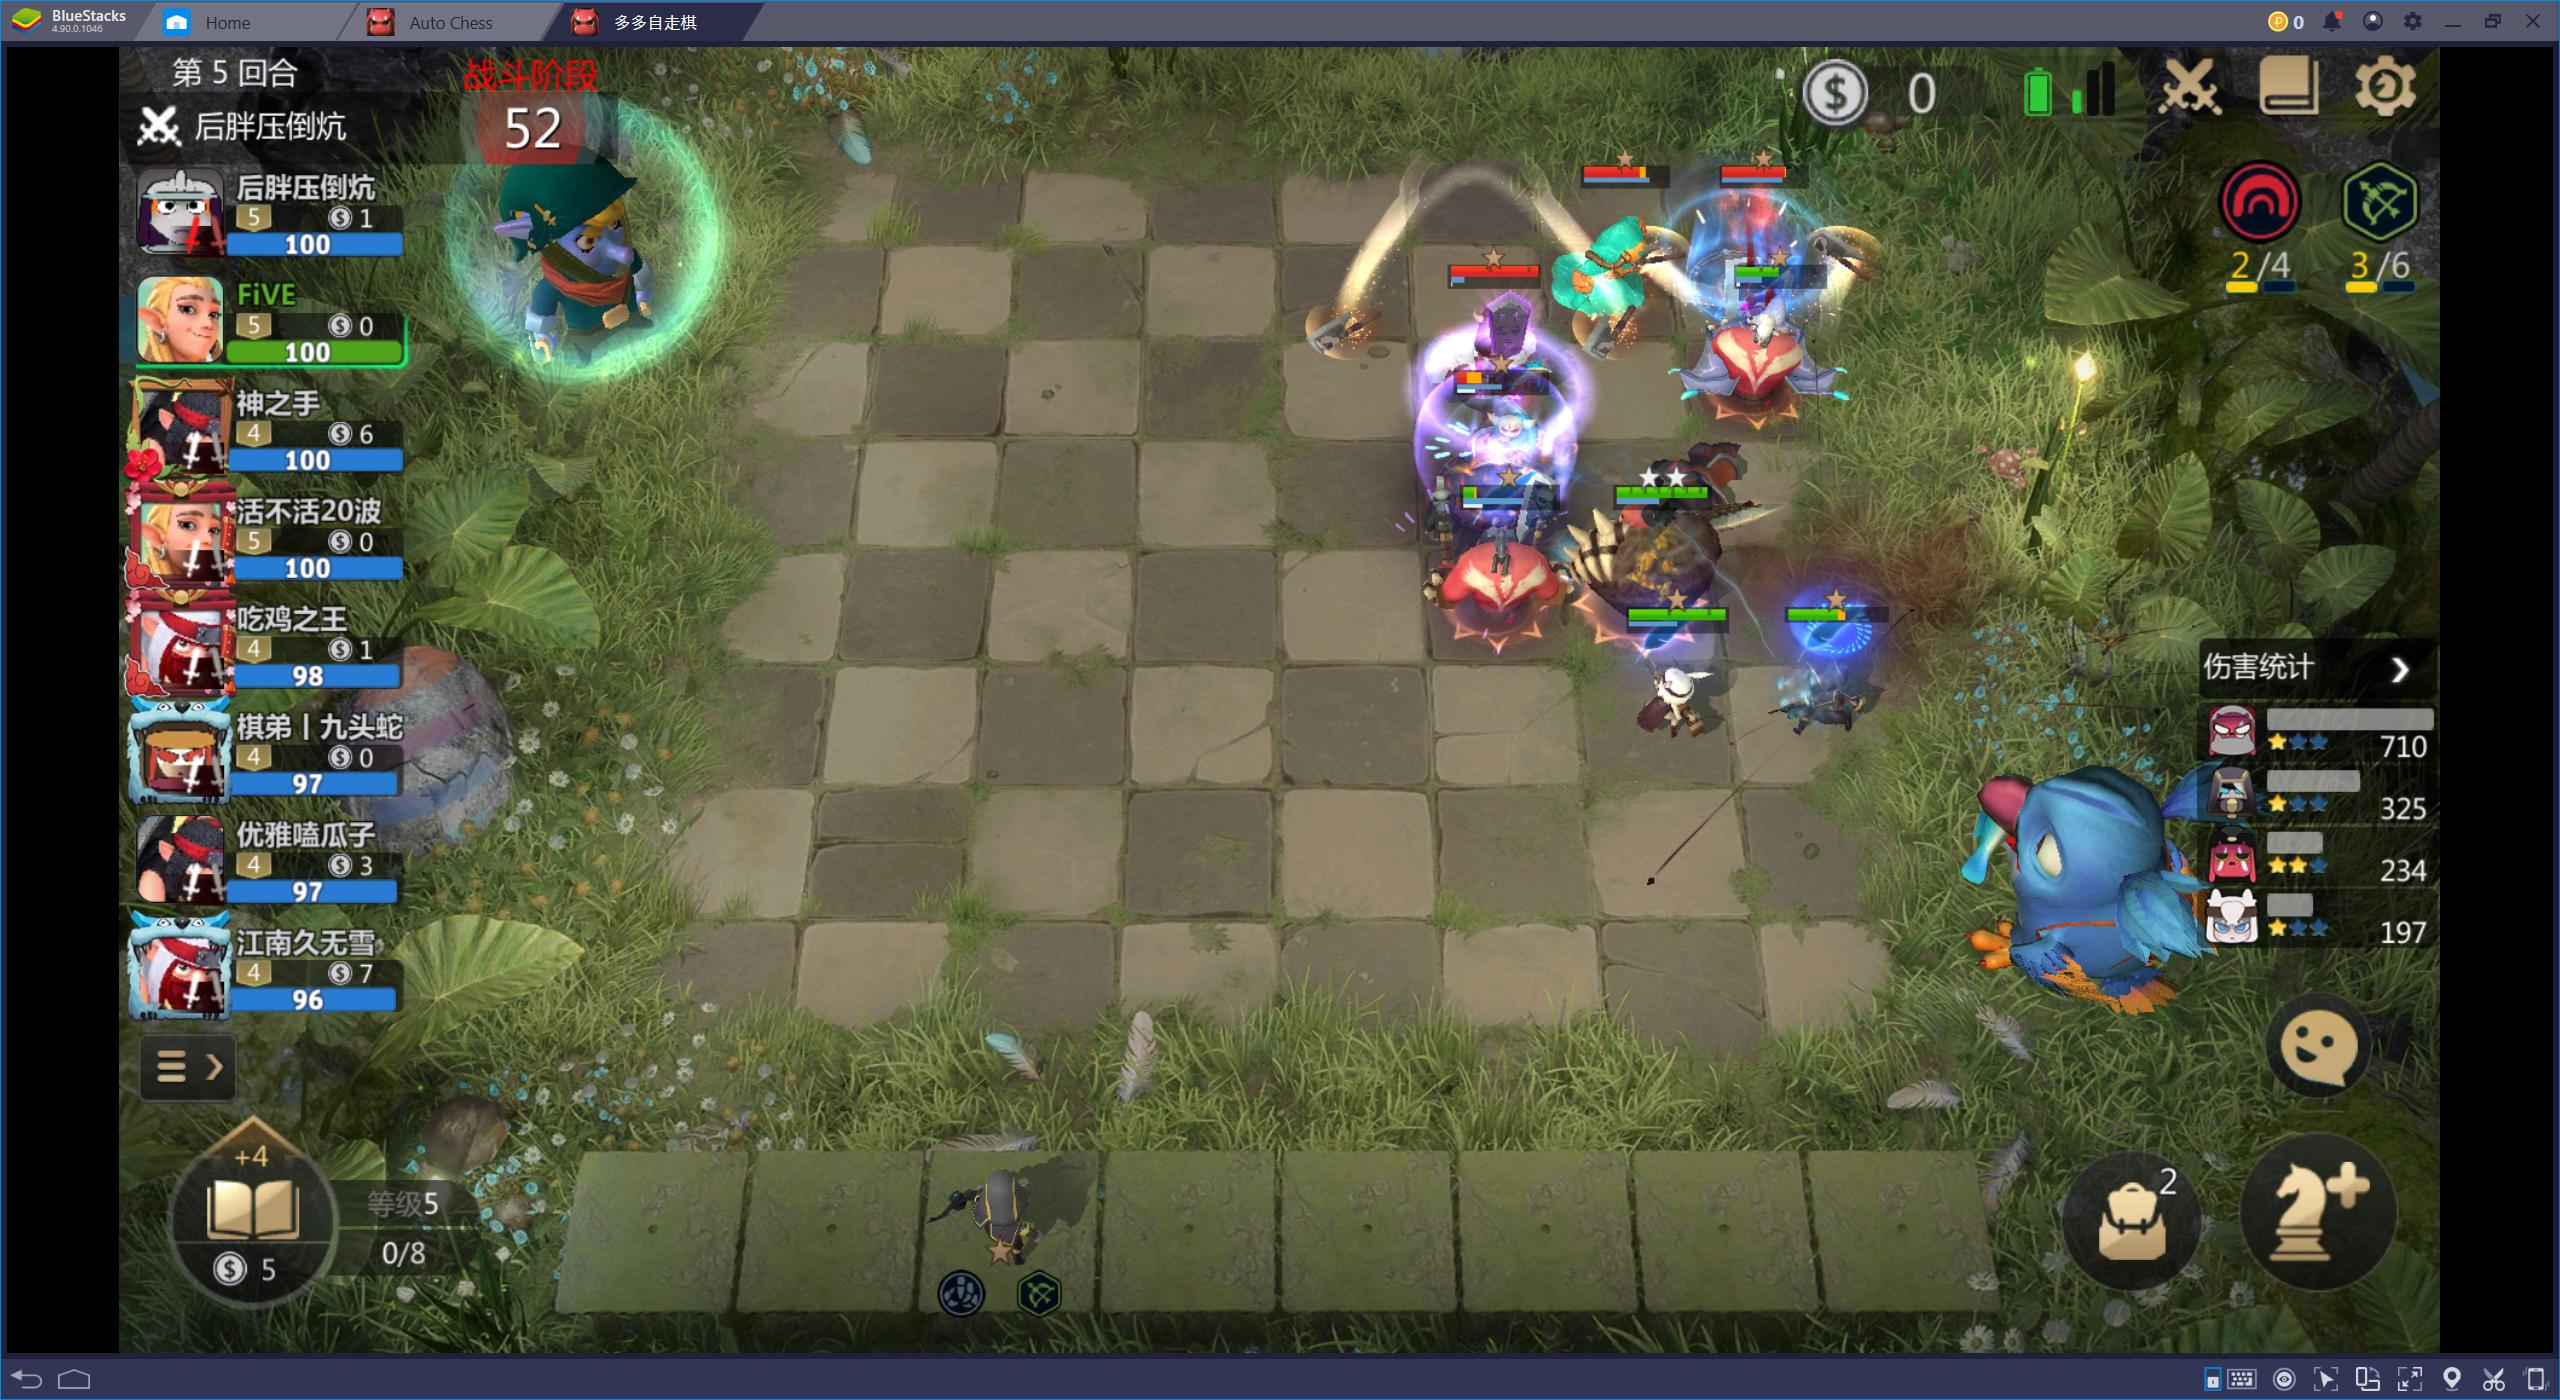 BlueStacks
4.90.0.1046
Home
Auto Chess
多多自走棋
0
第 5 回合
战斗阶段
后胖压倒炕
52
0
后胖压倒炕
5 1
100
FiVE
5 0
100
神之手
4 6
100
活不活20波
5 0
100
吃鸡之王
4 1
98
棋弟丨九头蛇
4 0
97
优雅嗑瓜子
4 3
97
江南久无雪
4 7
96
2/4 3/6
伤害统计
710
325
234
197
+4
等级5
0/8
5
2